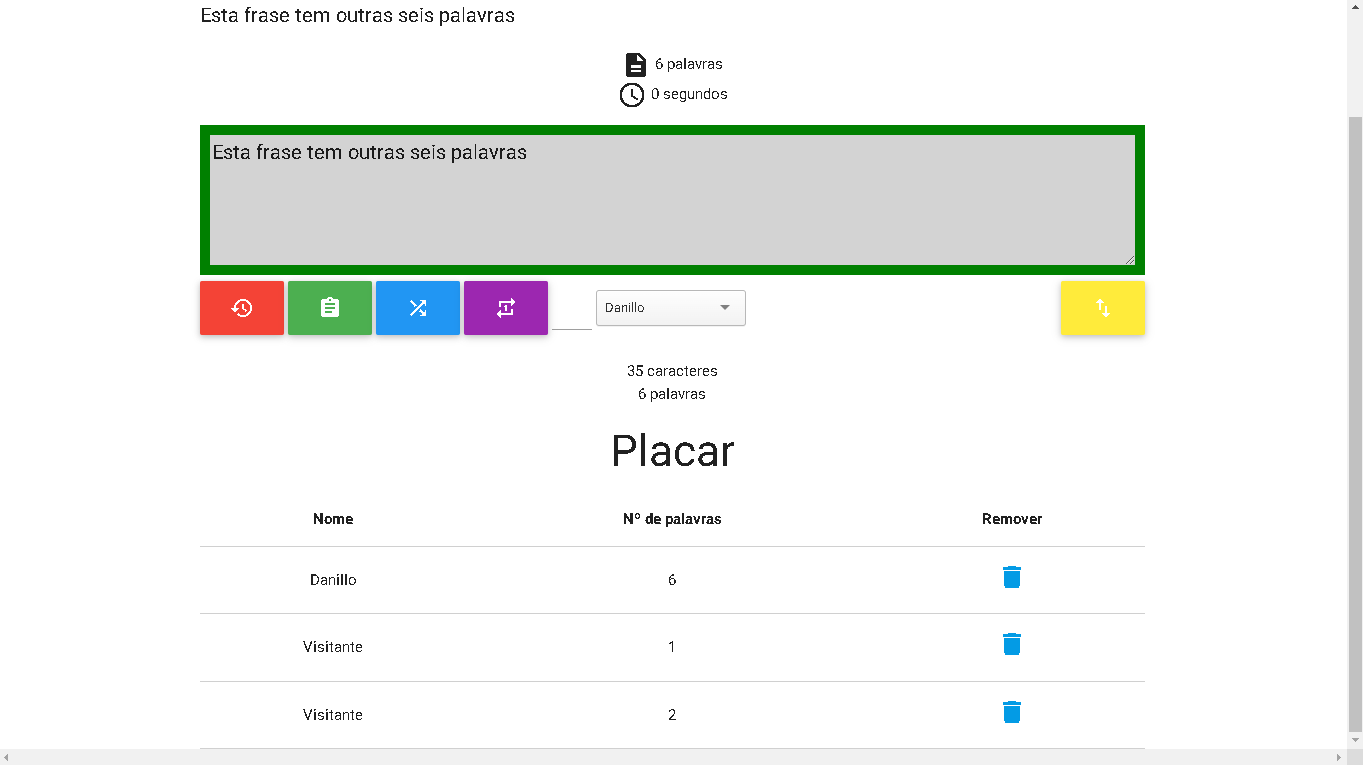 Esta frase tem outras seis palavras
6 palavras
0 segundos
Esta frase tem outras seis palavras
Danillo
35 caracteres
6 palavras
Placar
Nome Nº de palavras Remover
Danillo 6
Visitante 1
Visitante 2